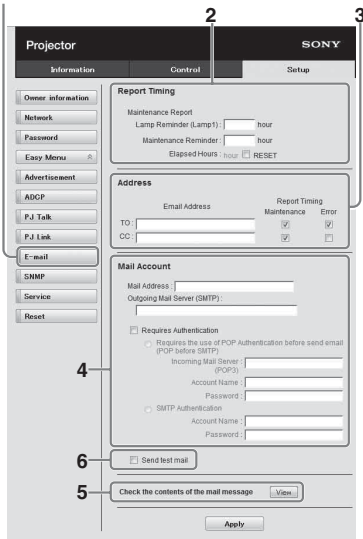 2
3
Projector
SONY
Information Control Setup
Owner information
Network
Password
Easy Menu
Advertisement
ADCP
PJ Talk
PJ Link
E-mail
SNMP
Service
Reset
Report Timing
Maintenance Report
Lamp Reminder (Lamp1) : hour
Maintenance Reminder : hour
Elapsed Hours : hour RESET
Address
Email Address
Report Timing
Maintenance Error
TO :
CC :
Mail Account
Mail Address :
Outgoing Mail Server (SMTP) :
Requires Authentication
Requires the use of POP Authentication before send email
(POP before SMTP)
Incoming Mail Server :
(POP3)
Account Name :
Password :
SMTP Authentication
Account Name :
Password :
4
6
Send test mail
5
Check the contents of the mail message View
Apply